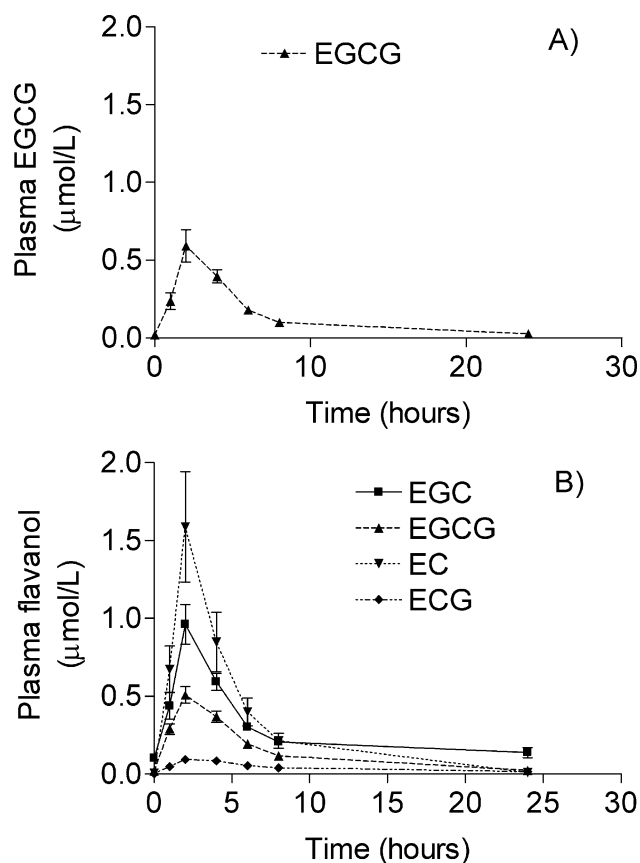 A)
EGCG
Plasma EGCG
(μmol/L)
2.0
1.5
1.0
0.5
0.0
0 10 20 30
Time (hours)
B)
EGC
EGCG
EC
ECG
Plasma flavanol
(μmol/L)
2.0
1.5
1.0
0.5
0.0
0 5 10 15 20 25 30
Time (hours)